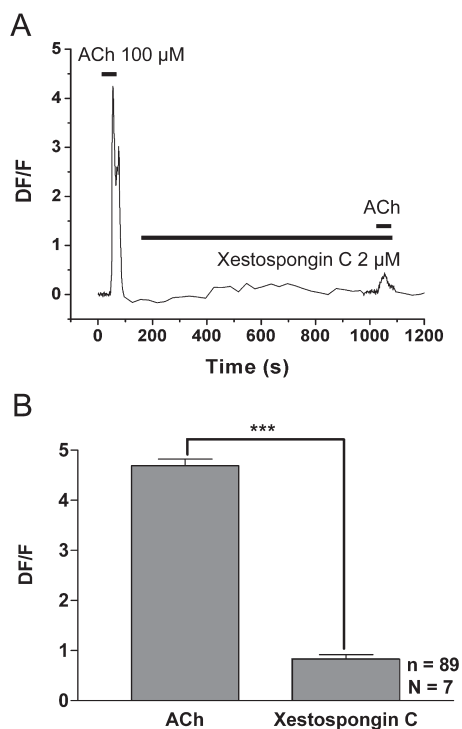 A
ACh 100 µM
5
4
3
2
1
0
DF/F
ACh
Xestospongin C 2 µM
0 200 400 600 800 1000 1200
Time (s)
B
***
5
4
3
2
1
0
DF/F
n = 89
N = 7
ACh Xestospongin C